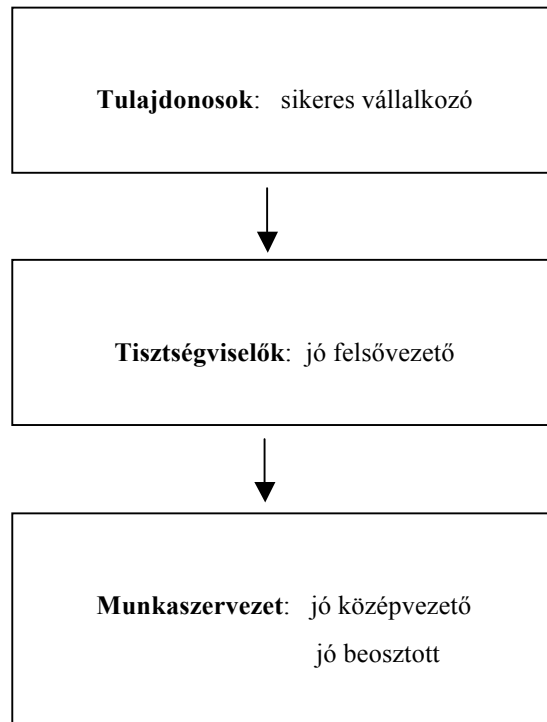 Tulajdonosok: sikeres vállalkozó
Tisztségviselők: jó felsővezető
Munkaszervezet: jó középvezető
jó beosztott